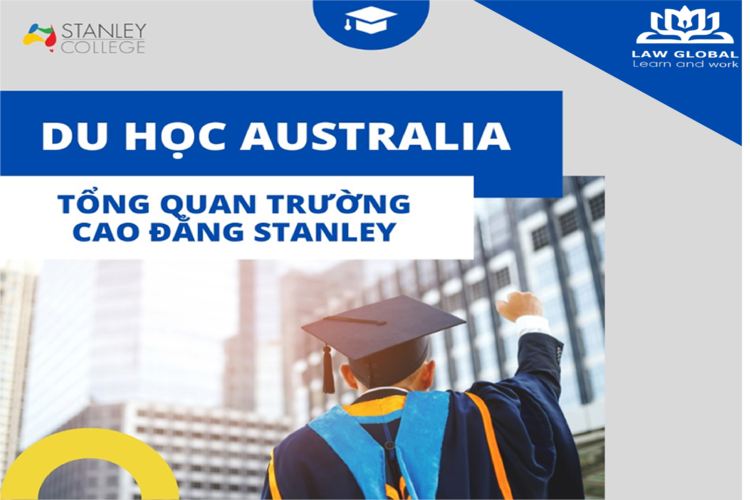 STANLEY
COLLEGE
LAW GLOBAL
Learn and work
DU HỌC AUSTRALIA
TỔNG QUAN TRƯỜNG
CAO ĐẲNG STANLEY